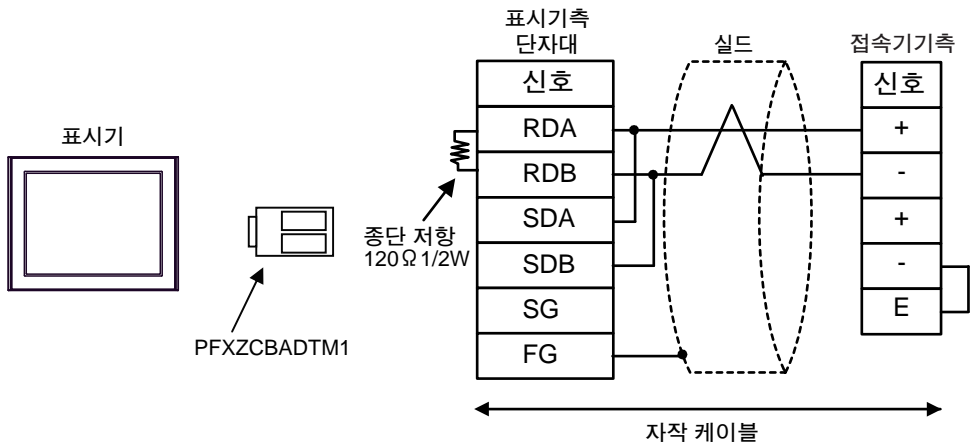 표시기
PFXZCBADTM1
종단 저항
120Ω1/2W
표시기측
단자대
신호
RDA
RDB
SDA
SDB
SG
FG
실드
접속기기측
신호
+
-
+
-
E
자작 케이블